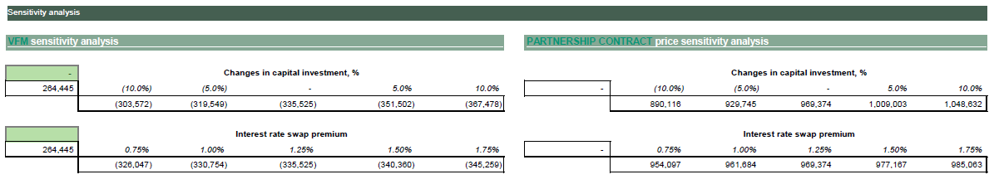 Sensitivity analysis
VFM sensitivity analysis
PARTNERSHIP CONTRACT price sensitivity analysis
- Changes in capital investment, %
264,445 (10.0%) (5.0%) - 5.0% 10.0%
(303,572) (319,549) (335,525) (351,502) (367,478)
Changes in capital investment, %
- (10.0%) (5.0%) - 5.0% 10.0%
890,116 929,745 969,374 1,009,003 1,048,632
Interest rate swap premium
264,445 0.75% 1.00% 1.25% 1.50% 1.75%
(326,047) (330,754) (335,525) (340,360) (345,259)
Interest rate swap premium
- 0.75% 1.00% 1.25% 1.50% 1.75%
954,097 961,684 969,374 977,167 985,063